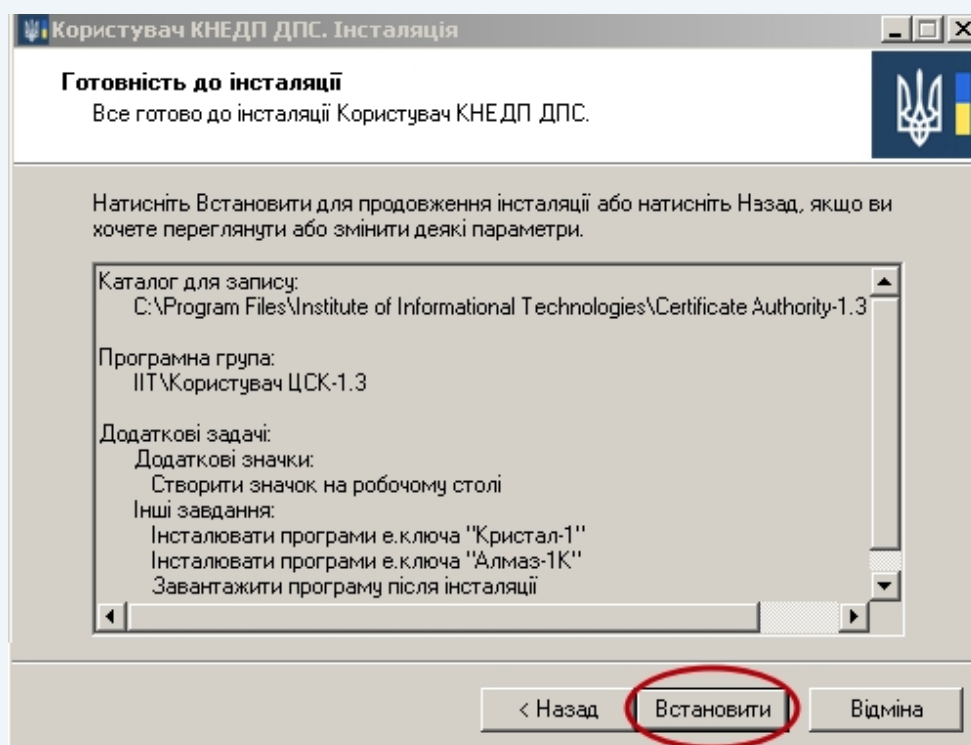 Користувач КНЕДП ДПС. Інсталяція
Готовність до інсталяції
Все готово до інсталяції Користувач КНЕДП ДПС.
Натисніть Встановити для продовження інсталяції або натисніть Назад, якщо ви
хочете переглянути або змінити деякі параметри.
Каталог для запису:
C:\Program Files\Institute of Informational Technologies\Certificate Authority-1.3
Програмна група:
ІІТ\Користувач ЦСК-1.3
Додаткові задачі:
Додаткові значки:
Створити значок на робочому столі
Інші завдання:
Інсталювати програми е.ключа "Кристал-1"
Інсталювати програми е.ключа "Алмаз-1К"
Завантажити програму після інсталяції
< Назад Встановити Відміна